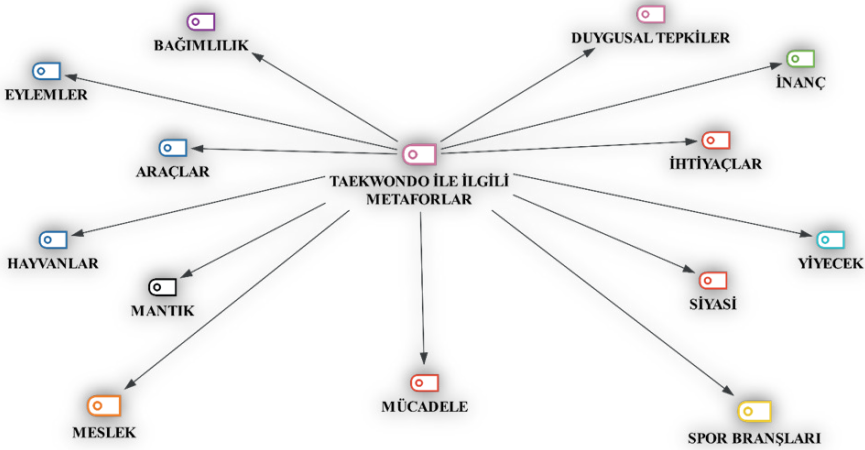 BAĞIMLILIK
DUYGUSAL TEPKİLER
EYLEMLER
İNANÇ
ARAÇLAR
İHTİYAÇLAR
TAEKWONDO İLE İLGİLİ
METAFORLAR
HAYVANLAR
YİYECEK
MANTIK
SİYASİ
MÜCADELE
MESLEK
SPOR BRANŞLARI